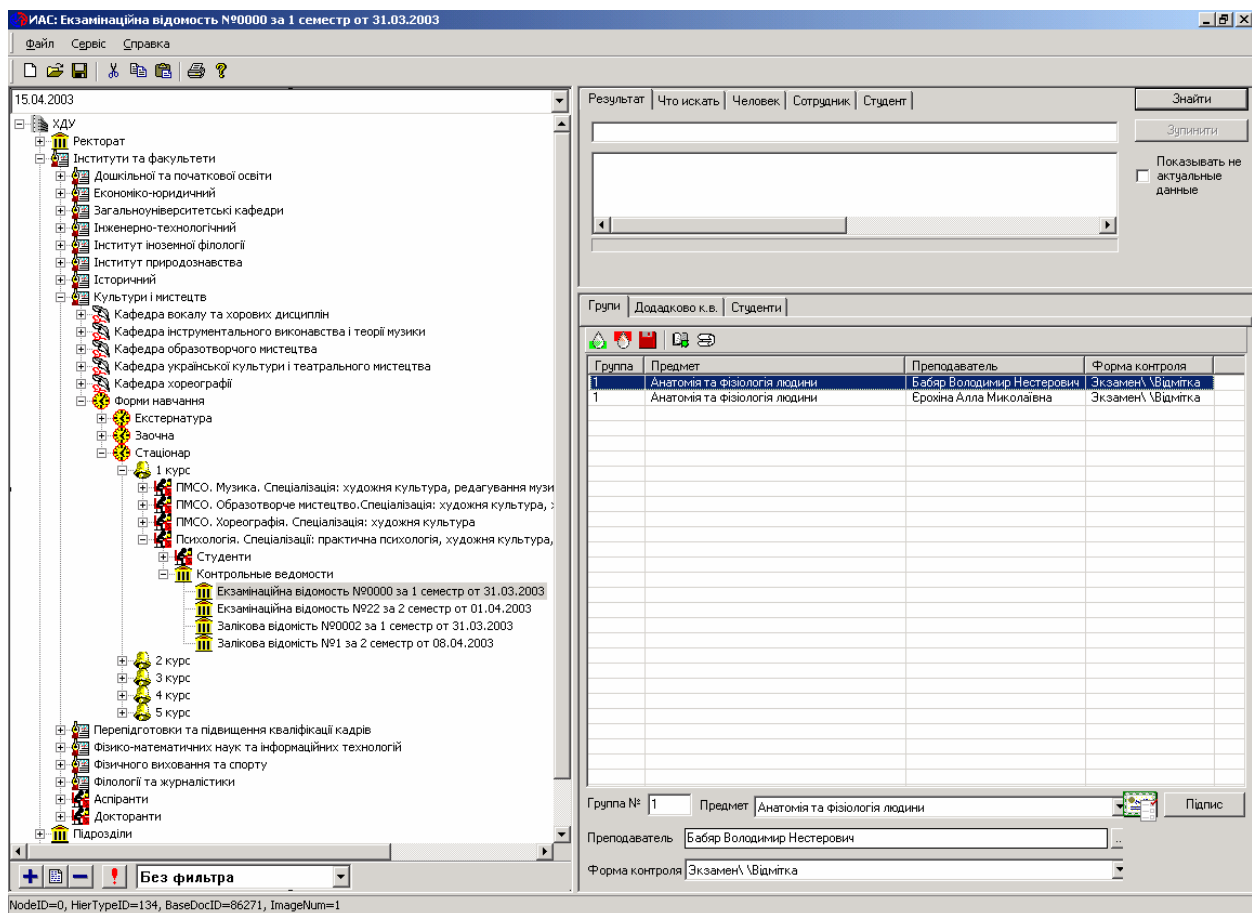 ИАС: Екзамінаційна відомость №0000 за 1 семестр от 31.03.2003
Файл Сервіс Справка
15.04.2003
ХДУ
Ректорат
Інститути та факультети
Дошкільної та початкової освіти
Економіко-юридичний
Загальноуніверситетські кафедри
Інженерно-технологічний
Інститут іноземної філології
Інститут природознавства
Історичний
Культури і мистецтв
Кафедра вокалу та хорових дисциплін
Кафедра інструментального виконавства і теорії музики
Кафедра образотворчого мистецтва
Кафедра української культури і театрального мистецтва
Кафедра хореографії
Форми навчання
Екстернатура
Заочна
Стаціонар
1 курс
ПМСО. Музика. Спеціалізація: художня культура, редагування музи
ПМСО. Образотворче мистецтво.Спеціалізація: художня культура,
ПМСО. Хореографія. Спеціалізація: художня культура
Психологія. Спеціалізації: практична психологія, художня культура,
Студенти
Контрольные ведомости
Екзамінаційна відомость №0000 за 1 семестр от 31.03.2003
Екзамінаційна відомость №22 за 2 семестр от 01.04.2003
Залікова відомість №0002 за 1 семестр от 31.03.2003
Залікова відомість №1 за 2 семестр от 08.04.2003
2 курс
3 курс
4 курс
5 курс
Перепідготовки та підвищення кваліфікації кадрів
Фізико-математичних наук та інформаційних технологій
Фізичного виховання та спорту
Філології та журналістики
Аспіранти
Докторанти
Підрозділи
Без фильтра
Результат Что искать Человек Сотрудник Студент
Знайти
Зупинити
Показывать не
актуальные
данные
Групи Додадково к.в. Студенти
Группа Предмет Преподаватель Форма контроля
1 Анатомія та фізіологія людини Бабяр Володимир Нестерович Экзамен\ \Відмітка
1 Анатомія та фізіологія людини Єрохіна Алла Миколаївна Экзамен\ \Відмітка
Группа № 1 Предмет Анатомія та фізіологія людини Підпис
Преподаватель Бабяр Володимир Нестерович ..
Форма контроля Экзамен\ \Відмітка
NodeID=0, HierTypeID=134, BaseDocID=86271, ImageNum=1